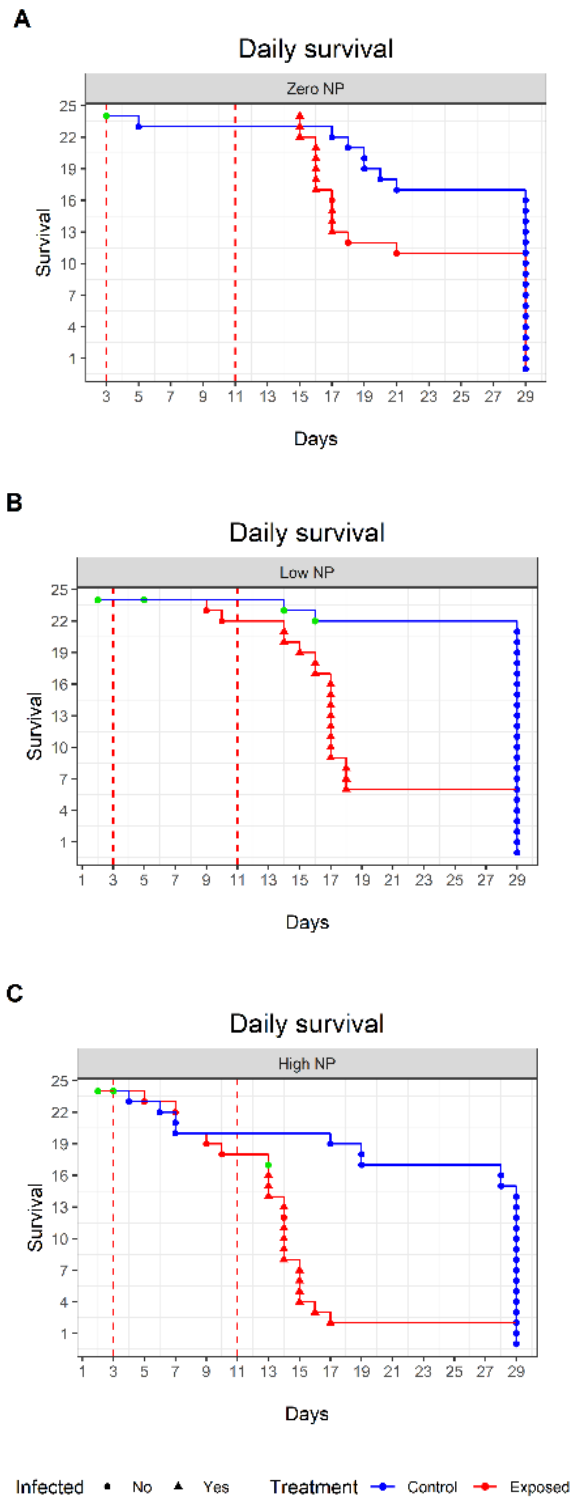 A
Daily survival
Zero NP
25
22
19
16
13
10
7
4
1
Survival
3 5 7 9 11 13 15 17 19 21 23 25 27 29
Days
B
Daily survival
Low NP
25
22
19
16
13
10
7
4
1
Survival
1 3 5 7 9 11 13 15 17 19 21 23 25 27 29
Days
C
Daily survival
High NP
25
22
19
16
13
10
7
4
1
Survival
1 3 5 7 9 11 13 15 17 19 21 23 25 27 29
Days
Infected No Yes Treatment Control Exposed